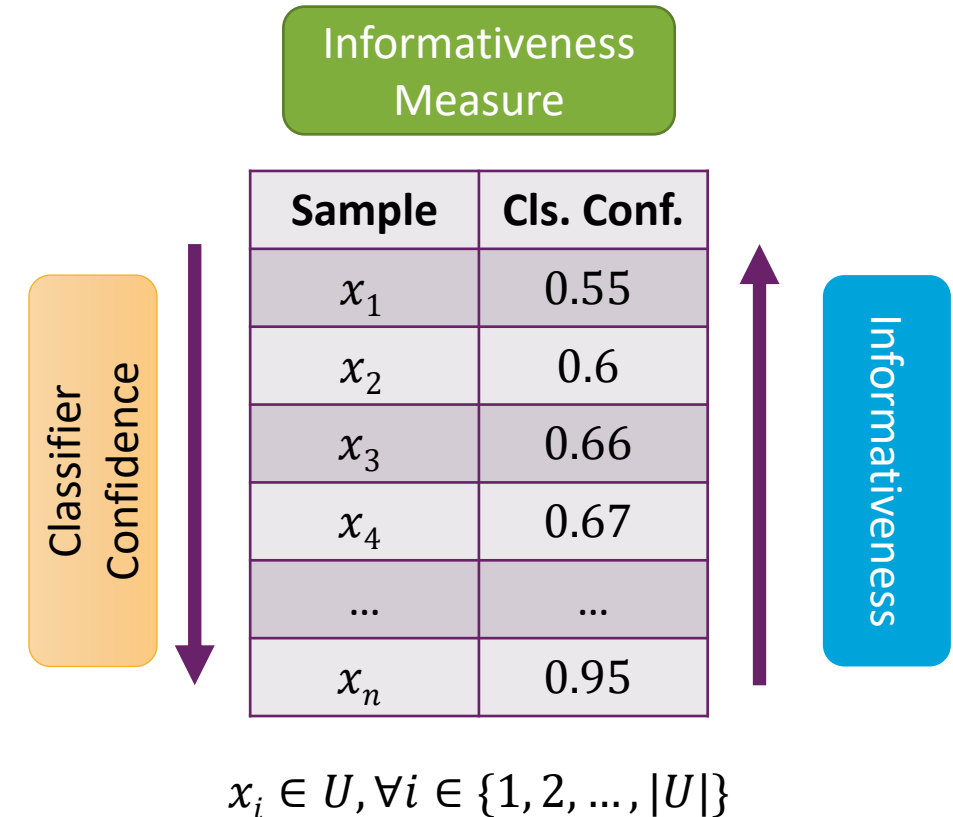 Informativeness
Measure
Sample Cls. Conf.
x₁ 0.55
x₂ 0.6
x₃ 0.66
x₄ 0.67
... ...
xₙ 0.95
Classifier
Confidence
Informativeness
xᵢ ∈ U, ∀i ∈ {1, 2, ... , |U|}